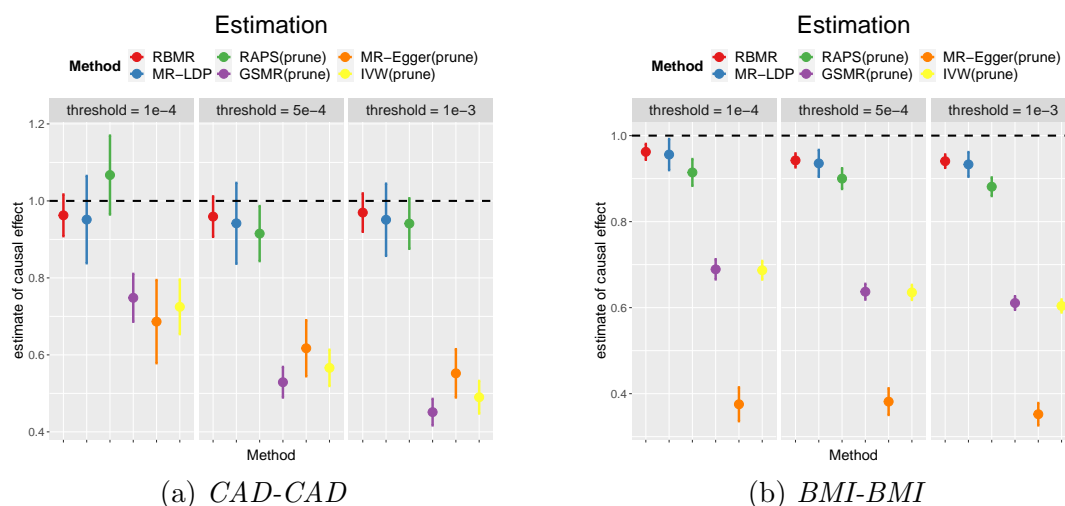 Estimation
Method RBMR RAPS(prune) MR-Egger(prune)
MR-LDP GSMR(prune) IVW(prune)
threshold = 1e-4 threshold = 5e-4 threshold = 1e-3
1.2
1.0
0.8
0.6
0.4
estimate of causal effect
Method
(a) CAD-CAD
Estimation
Method RBMR RAPS(prune) MR-Egger(prune)
MR-LDP GSMR(prune) IVW(prune)
threshold = 1e-4 threshold = 5e-4 threshold = 1e-3
1.0
0.8
0.6
0.4
estimate of causal effect
Method
(b) BMI-BMI